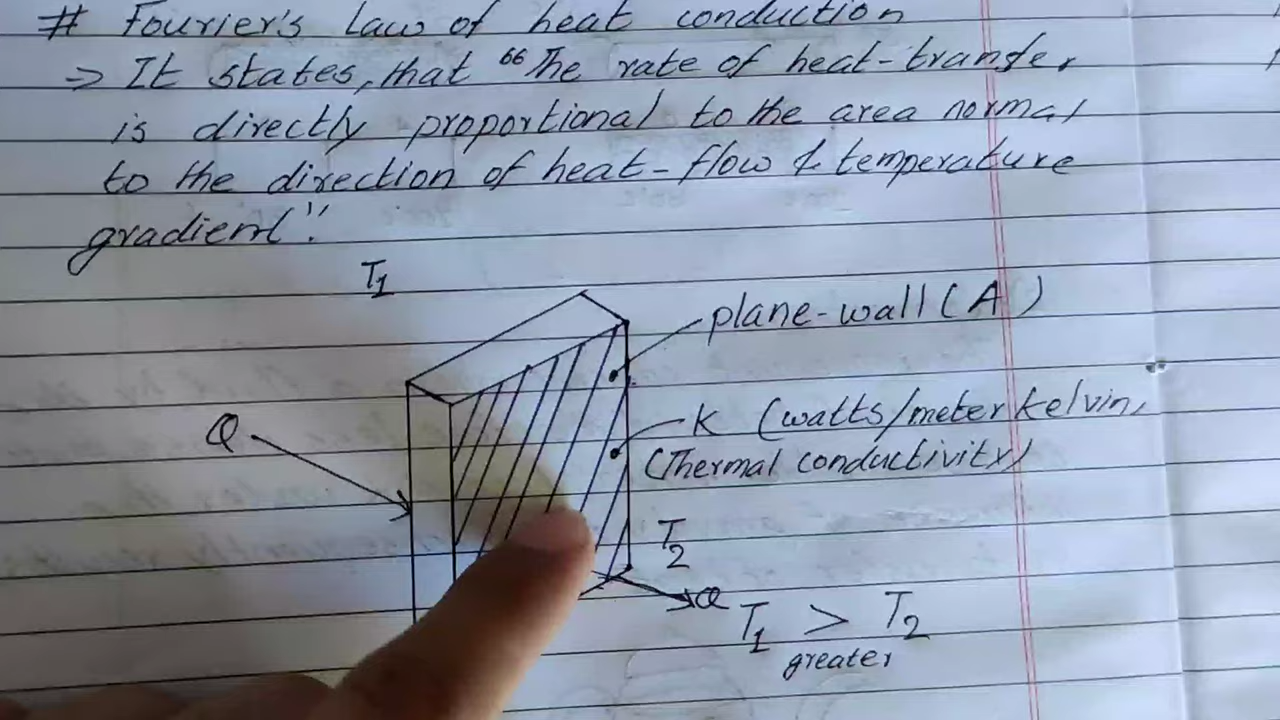 # Fourier's law of heat conduction
⇒ It states, that "The rate of heat-tranfer
is directly proportional to the area normal
to the direction of heat-flow & temperature
gradient".
T1
plane-wall (A)
Q
K (watts/meter kelvin,
(Thermal conductivity)
T2
Q
T1 > T2
greater